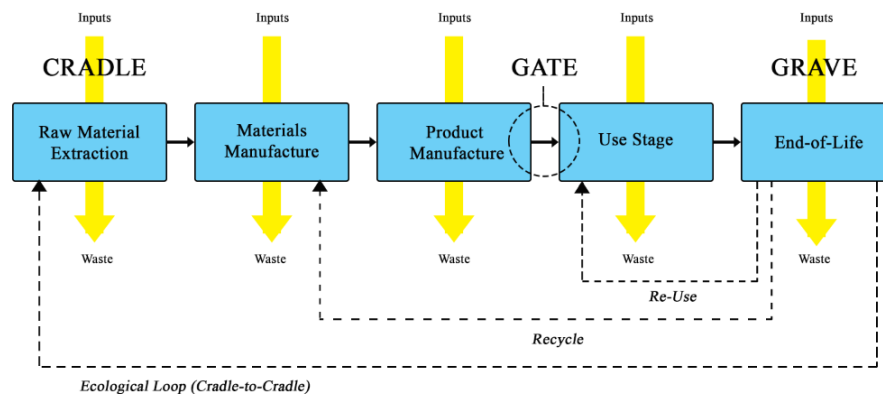 Inputs
Inputs
Inputs
Inputs
Inputs
CRADLE
GATE
GRAVE
Raw Material
Extraction
Materials
Manufacture
Product
Manufacture
Use Stage
End-of-Life
Waste
Waste
Waste
Waste
Waste
Re-Use
Recycle
Ecological Loop (Cradle-to-Cradle)